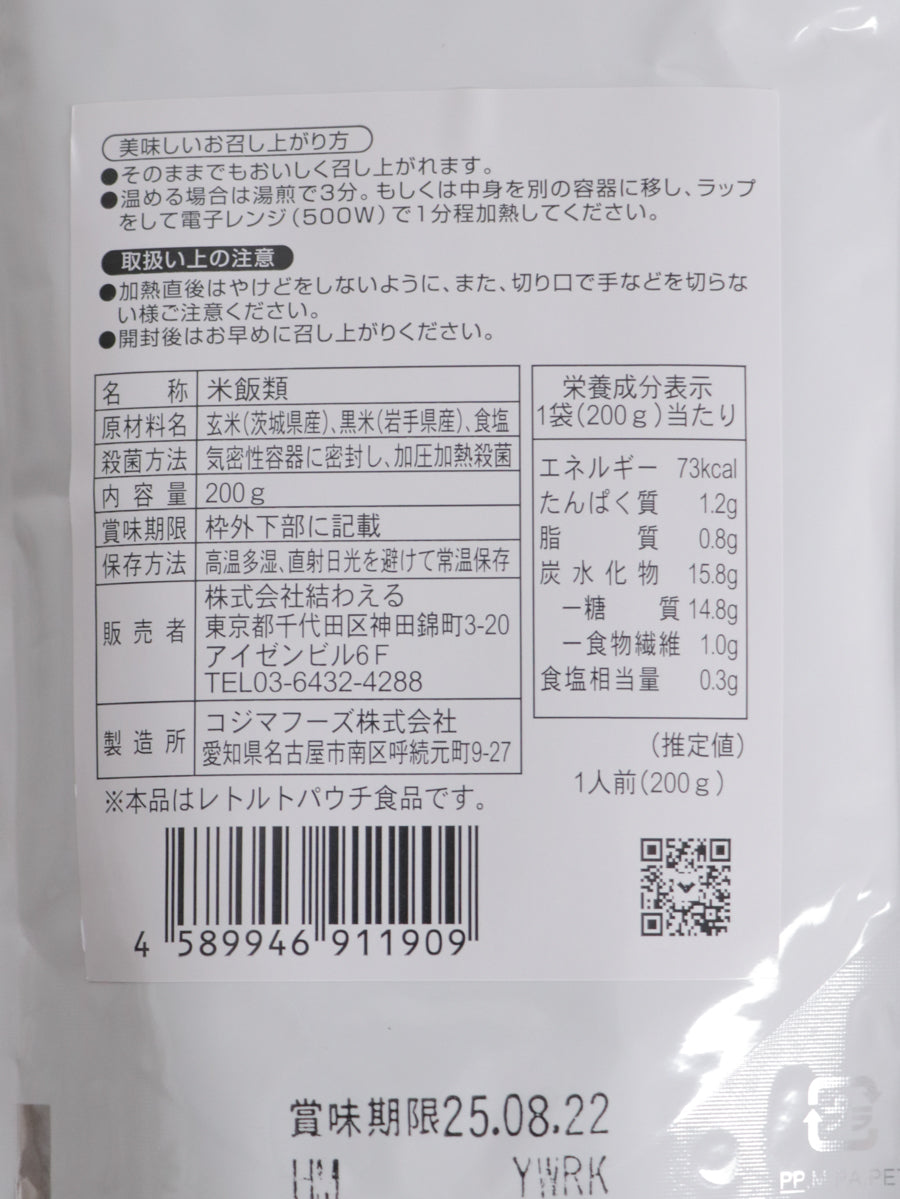 美味しいお召し上がり方
●そのままでもおいしく召し上がれます。
●温める場合は湯煎で3分。もしくは中身を別の容器に移し、ラップ
をして電子レンジ(500W)で1分程加熱してください。
取扱い上の注意
●加熱直後はやけどをしないように、また、切り口で手などを切らな
い様ご注意ください。
●開封後はお早めに召し上がりください。
名 称 米飯類
原材料名 玄米(茨城県産)、黒米(岩手県産)、食塩
殺菌方法 気密性容器に密封し、加圧加熱殺菌
内容量 200g
賞味期限 枠外下部に記載
保存方法 高温多湿、直射日光を避けて常温保存
販売者 株式会社結わえる
東京都千代田区神田錦町3-20
アイゼンビル6F
TEL03-6432-4288
製造所 コジマフーズ株式会社
愛知県名古屋市南区呼続元町9-27
※本品はレトルトパウチ食品です。
栄養成分表示
1袋(200g)当たり
エネルギー 73kcal
たんぱく質 1.2g
脂質 0.8g
炭水化物 15.8g
ー糖質 14.8g
ー食物繊維 1.0g
食塩相当量 0.3g
(推定値)
1人前(200g)
4 589946 911909
賞味期限25.08.22
HM YWRK
プラ